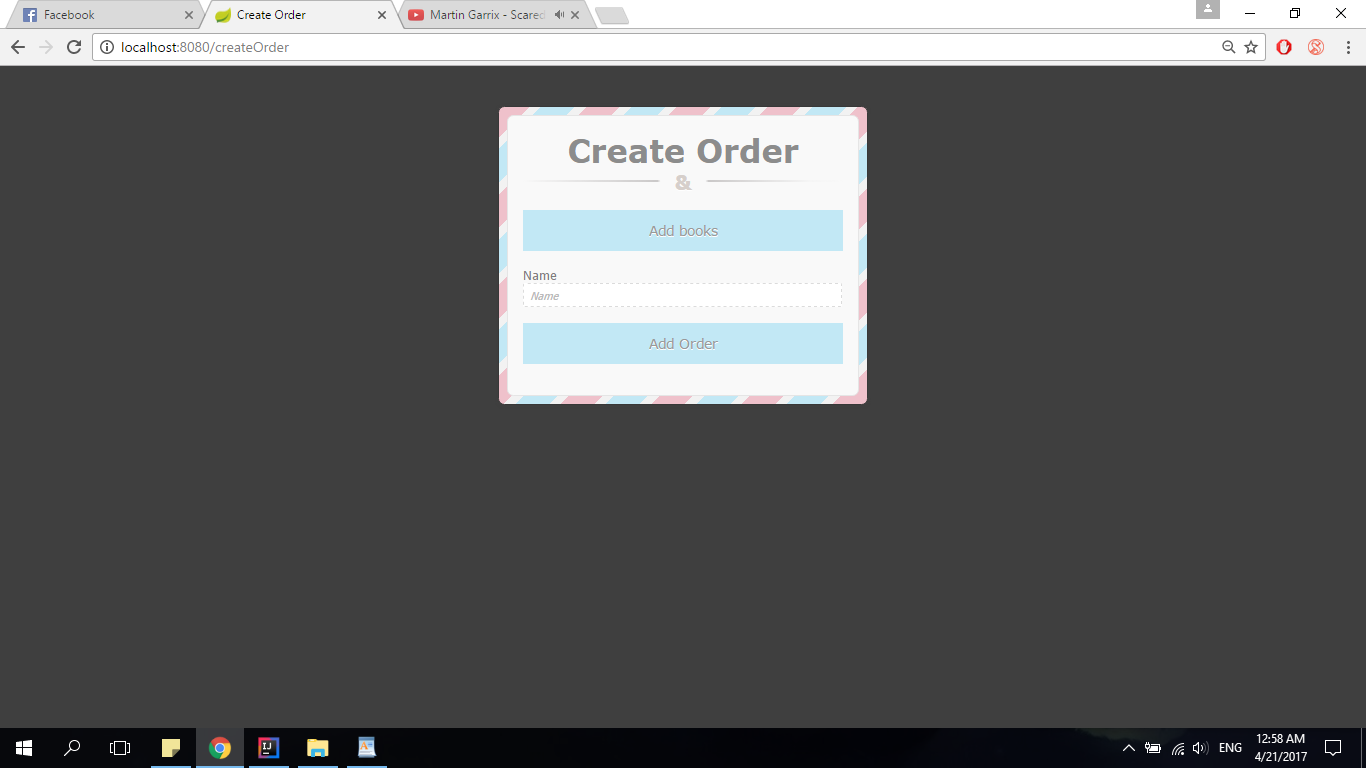 Facebook
Create Order
Martin Garrix - Scared
localhost:8080/createOrder
Create Order
&
Add books
Name
Name
Add Order
ENG
12:58 AM
4/21/2017